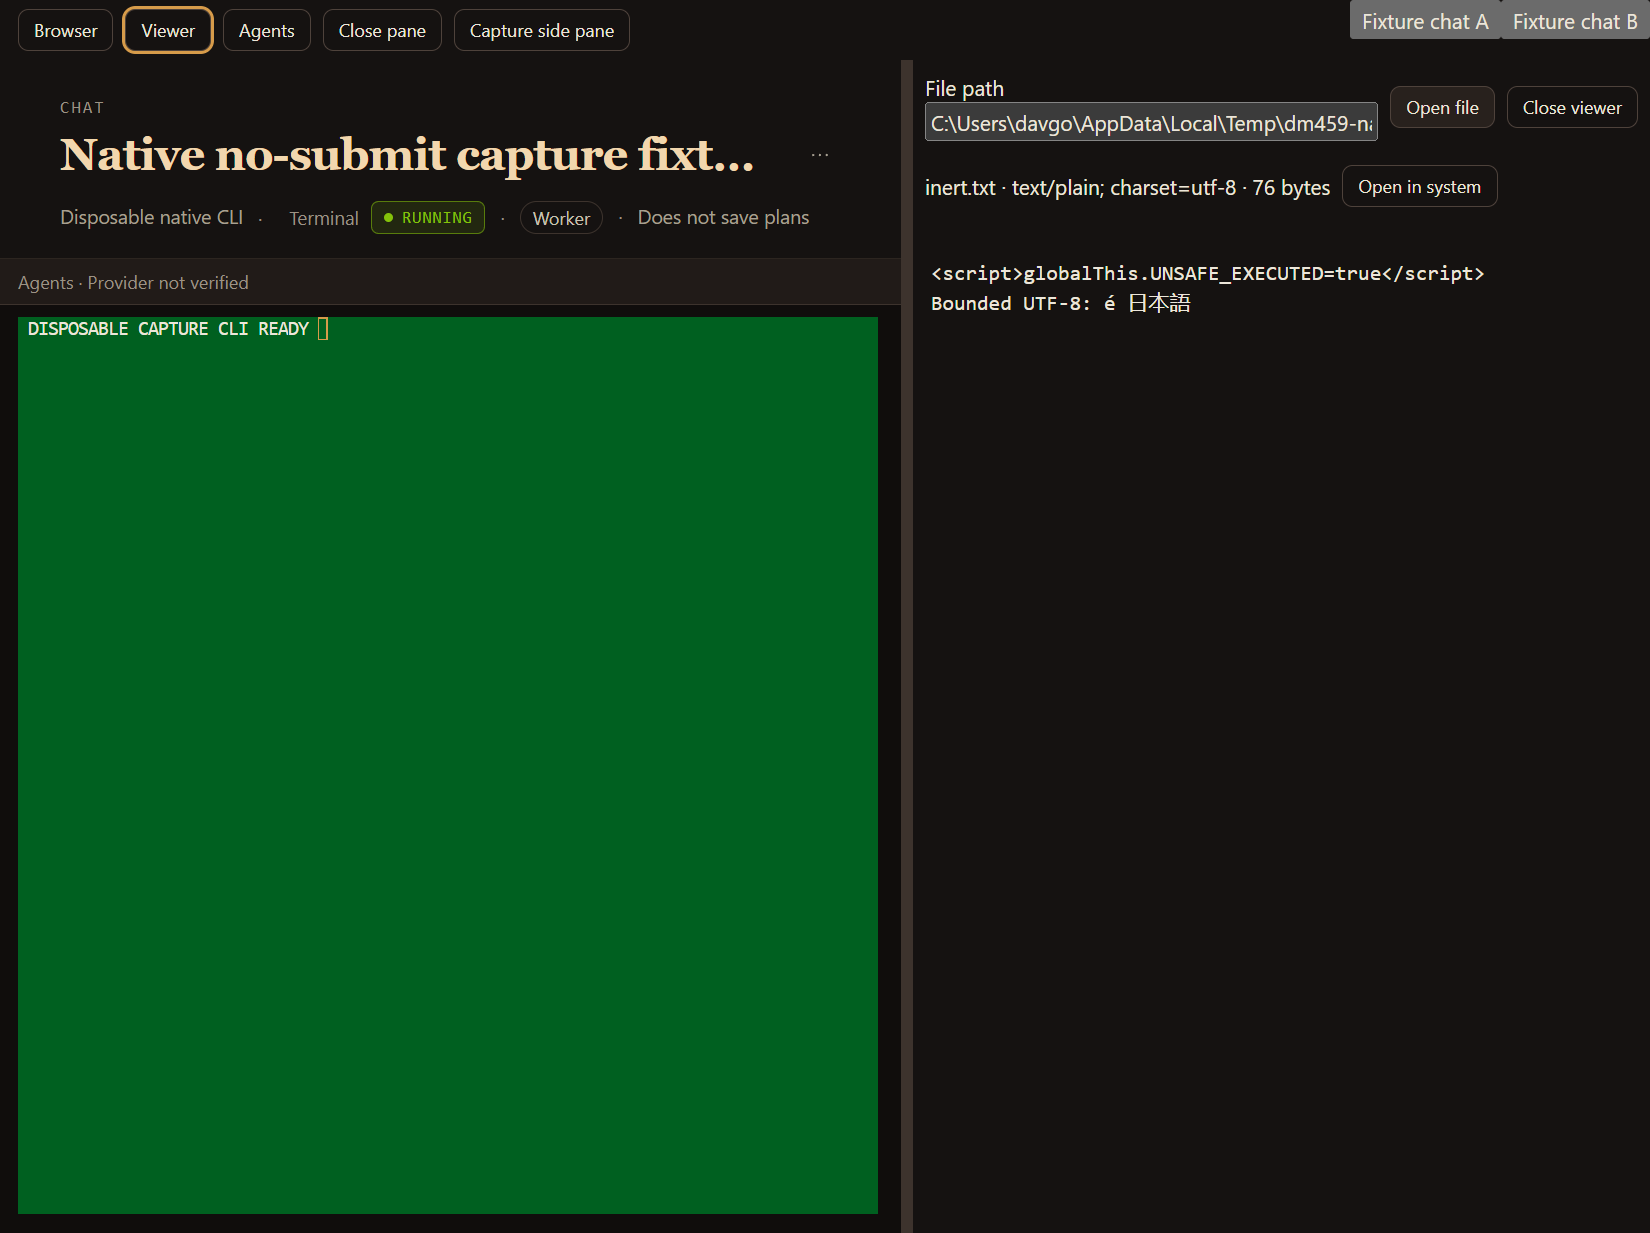 Browser Viewer Agents Close pane Capture side pane
Fixture chat A Fixture chat B
CHAT
Native no-submit capture fixt...
Disposable native CLI · Terminal RUNNING · Worker · Does not save plans
Agents · Provider not verified
DISPOSABLE CAPTURE CLI READY
File path
C:\Users\davgo\AppData\Local\Temp\dm459-na
Open file Close viewer
inert.txt · text/plain; charset=utf-8 · 76 bytes Open in system
<script>globalThis.UNSAFE_EXECUTED=true</script>
Bounded UTF-8: é 日本語